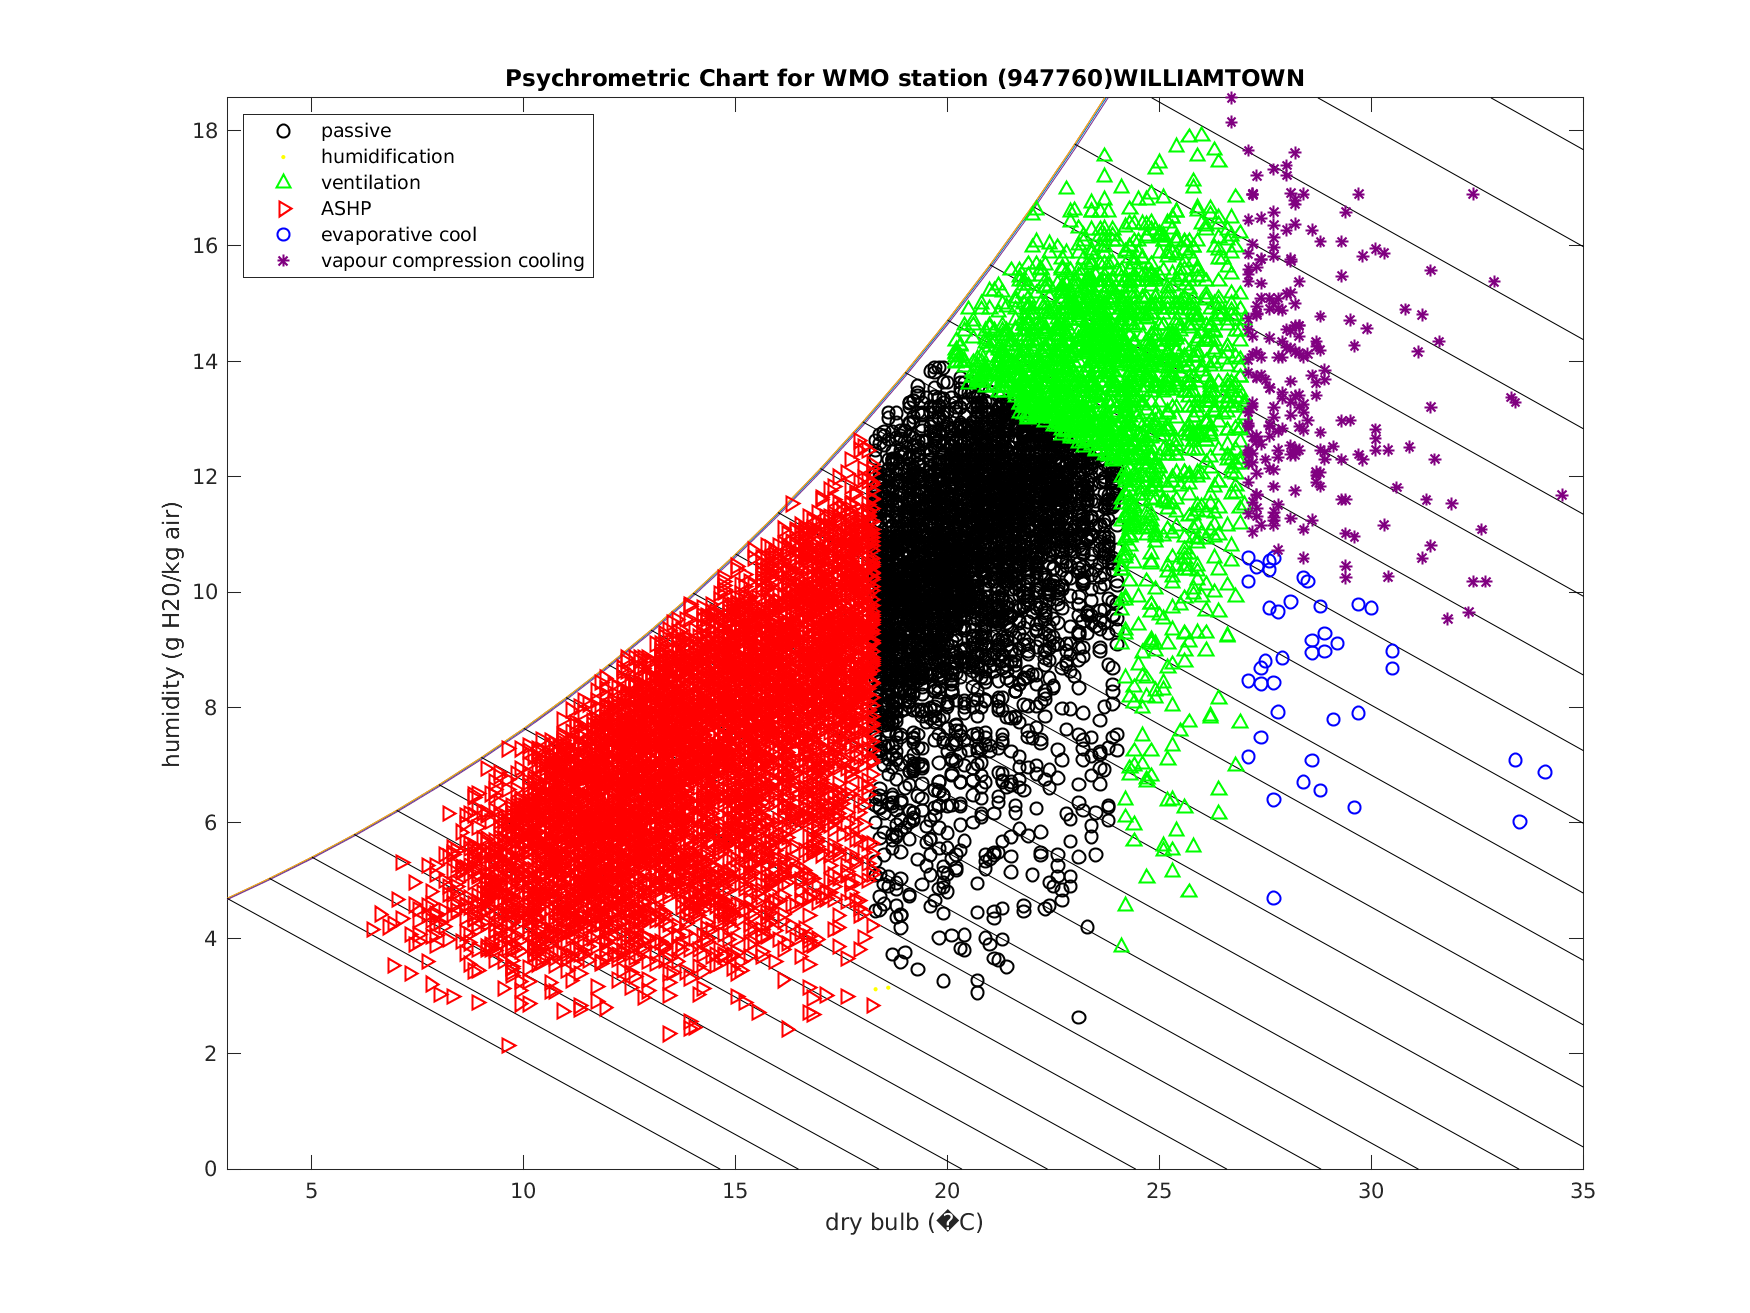 Psychrometric Chart for WMO station (947760)WILLIAMTOWN
passive
humidification
ventilation
ASHP
evaporative cool
vapour compression cooling
18
16
14
12
10
8
6
4
2
0
humidity (g H20/kg air)
5 10 15 20 25 30 35
dry bulb (�C)